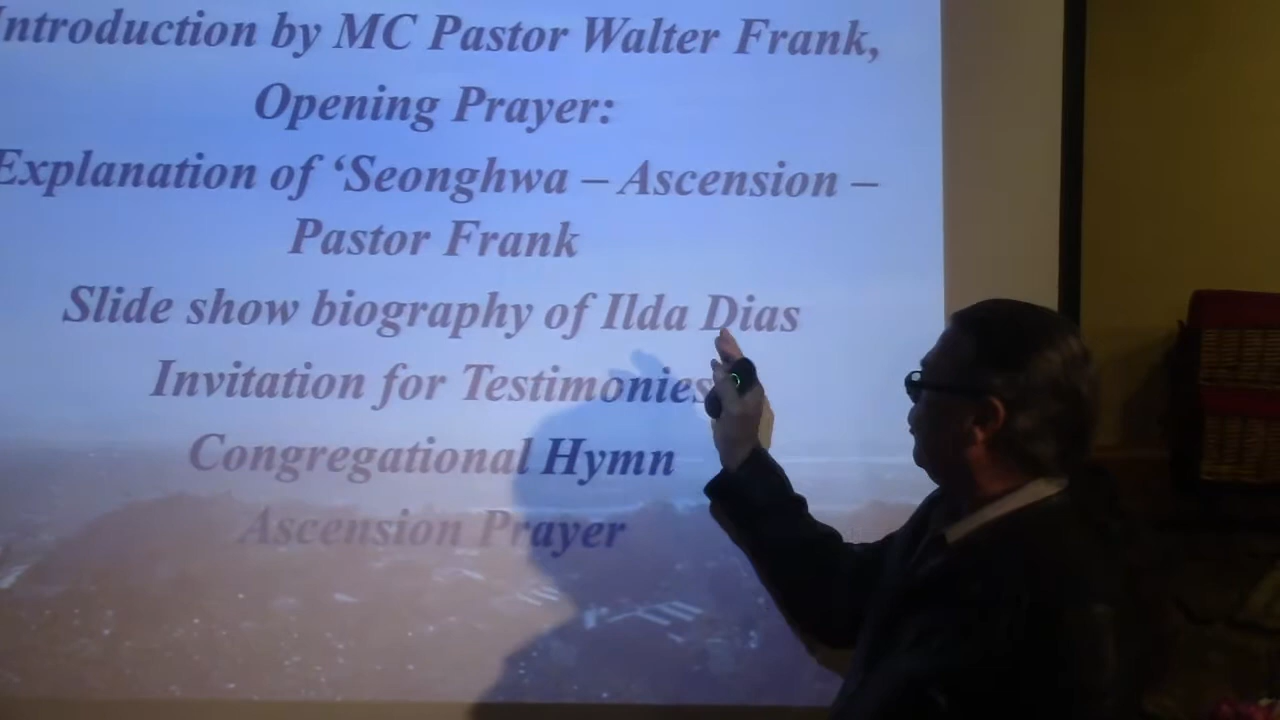 Introduction by MC Pastor Walter Frank,
Opening Prayer:
Explanation of ‘Seonghwa – Ascension –
Pastor Frank
Slide show biography of Ilda Dias
Invitation for Testimonies
Congregational Hymn
Ascension Prayer